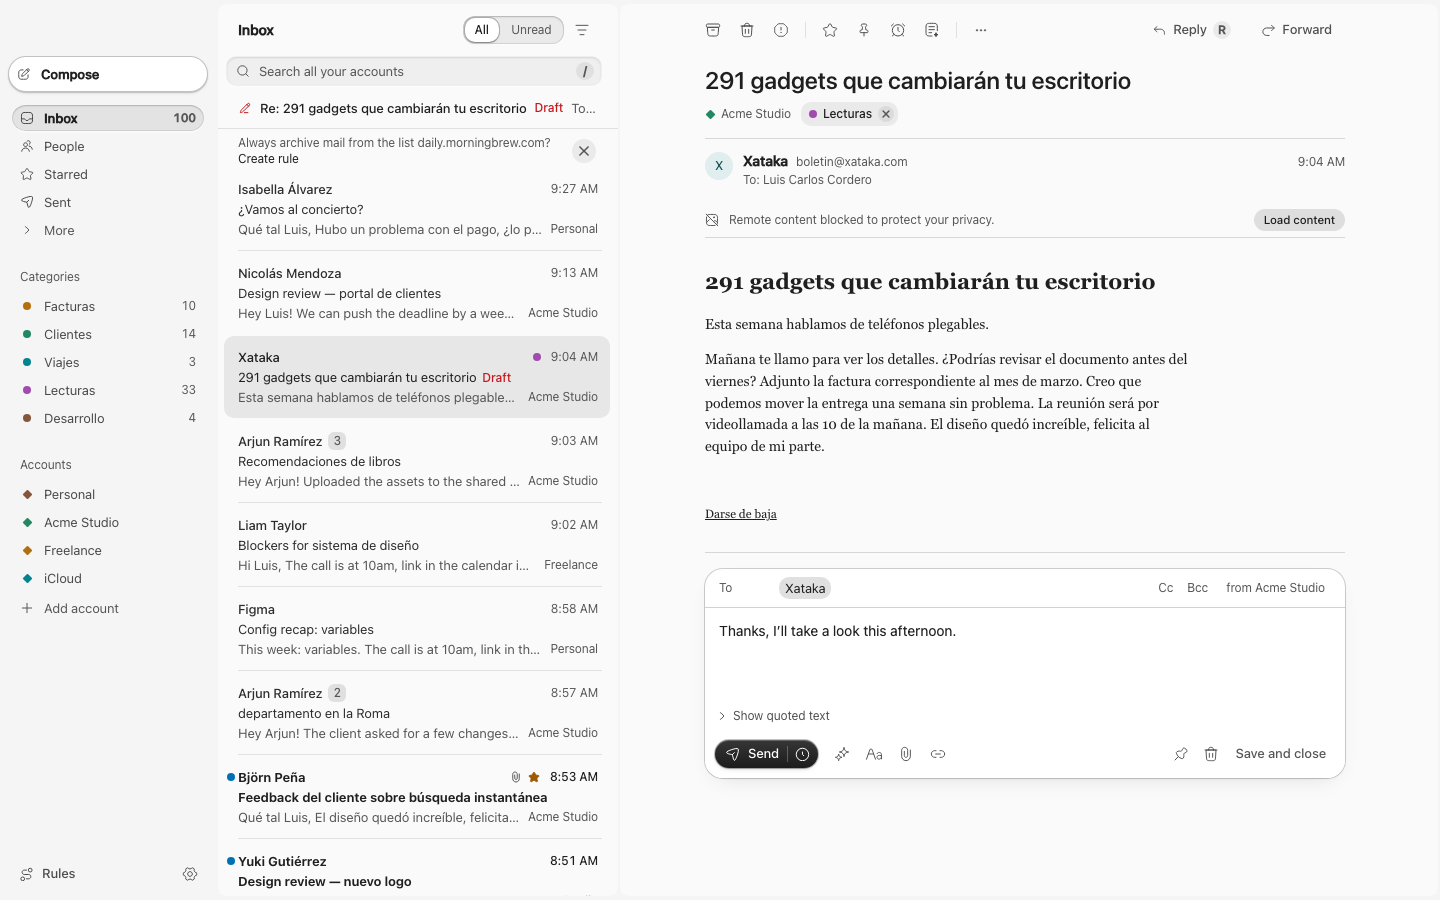 Compose
Inbox 100
People
Starred
Sent
More
Categories
Facturas 10
Clientes 14
Viajes 3
Lecturas 33
Desarrollo 4
Accounts
Personal
Acme Studio
Freelance
iCloud
Add account
Rules
Inbox
All Unread
Search all your accounts /
Re: 291 gadgets que cambiarán tu escritorio Draft To...
Always archive mail from the list daily.morningbrew.com?
Create rule
Isabella Álvarez 9:27 AM
¿Vamos al concierto?
Qué tal Luis, Hubo un problema con el pago, ¿lo p... Personal
Nicolás Mendoza 9:13 AM
Design review — portal de clientes
Hey Luis! We can push the deadline by a wee... Acme Studio
Xataka 9:04 AM
291 gadgets que cambiarán tu escritorio Draft
Esta semana hablamos de teléfonos plegable... Acme Studio
Arjun Ramírez 3 9:03 AM
Recomendaciones de libros
Hey Arjun! Uploaded the assets to the shared ... Acme Studio
Liam Taylor 9:02 AM
Blockers for sistema de diseño
Hi Luis, The call is at 10am, link in the calendar i... Freelance
Figma 8:58 AM
Config recap: variables
This week: variables. The call is at 10am, link in th... Personal
Arjun Ramírez 2 8:57 AM
departamento en la Roma
Hey Arjun! The client asked for a few changes... Acme Studio
Björn Peña 8:53 AM
Feedback del cliente sobre búsqueda instantánea
Qué tal Luis, El diseño quedó increíble, felicita... Acme Studio
Yuki Gutiérrez 8:51 AM
Design review — nuevo logo
Reply R Forward
291 gadgets que cambiarán tu escritorio
Acme Studio Lecturas
X Xataka boletin@xataka.com 9:04 AM
To: Luis Carlos Cordero
Remote content blocked to protect your privacy. Load content
291 gadgets que cambiarán tu escritorio
Esta semana hablamos de teléfonos plegables.
Mañana te llamo para ver los detalles. ¿Podrías revisar el documento antes del
viernes? Adjunto la factura correspondiente al mes de marzo. Creo que
podemos mover la entrega una semana sin problema. La reunión será por
videollamada a las 10 de la mañana. El diseño quedó increíble, felicita al
equipo de mi parte.
Darse de baja
To Xataka Cc Bcc from Acme Studio
Thanks, I’ll take a look this afternoon.
Show quoted text
Send Aa Save and close